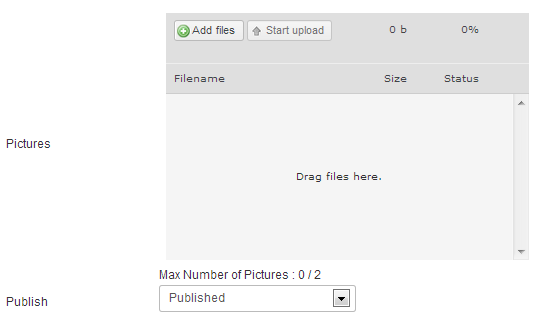 Add files Start upload 0 b 0%
Filename Size Status
Drag files here.
Pictures
Max Number of Pictures : 0 / 2
Publish Published